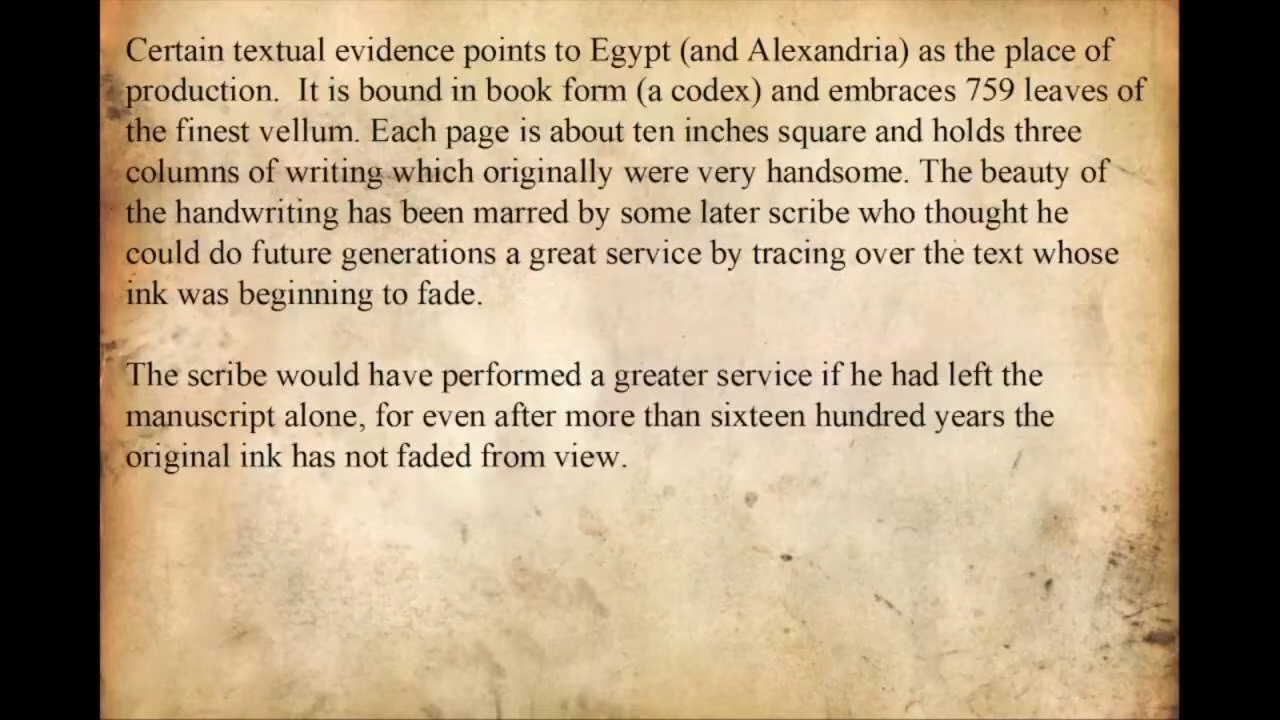 Certain textual evidence points to Egypt (and Alexandria) as the place of
production.  It is bound in book form (a codex) and embraces 759 leaves of
the finest vellum. Each page is about ten inches square and holds three
columns of writing which originally were very handsome. The beauty of
the handwriting has been marred by some later scribe who thought he
could do future generations a great service by tracing over the text whose
ink was beginning to fade.

The scribe would have performed a greater service if he had left the
manuscript alone, for even after more than sixteen hundred years the
original ink has not faded from view.